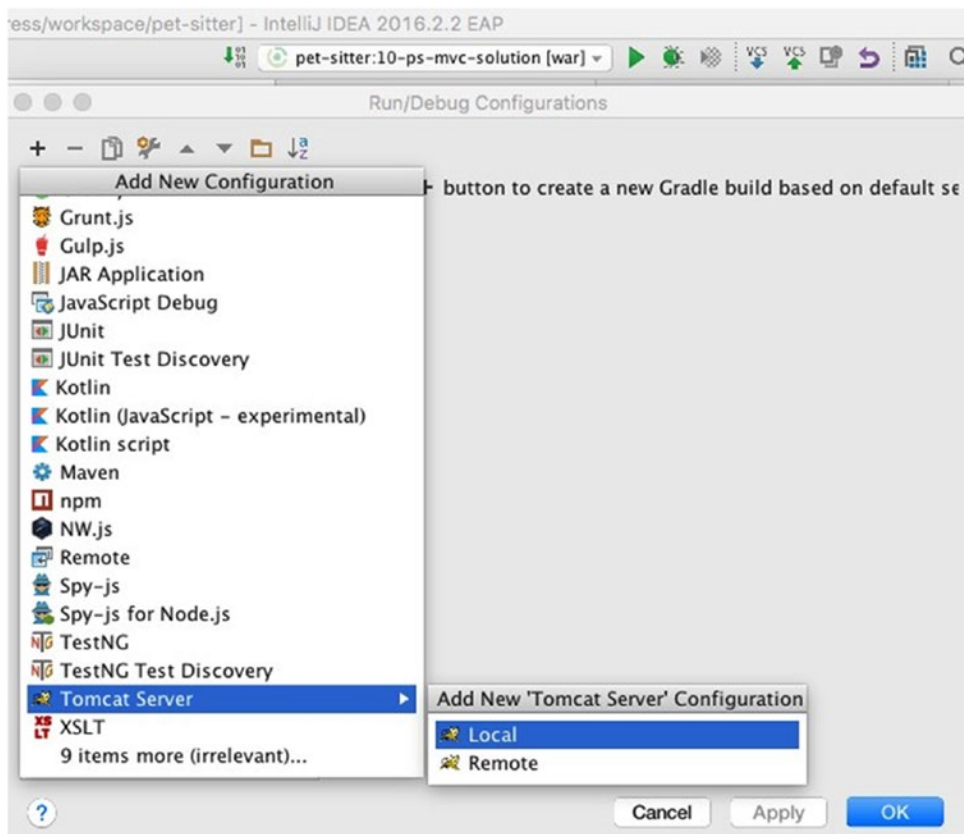 ress/workspace/pet-sitter] - IntelliJ IDEA 2016.2.2 EAP
pet-sitter:10-ps-mvc-solution [war]
VCS VCS
Run/Debug Configurations
Add New Configuration
button to create a new Gradle build based on default se
Grunt.js
Gulp.js
JAR Application
JavaScript Debug
JUnit
JUnit Test Discovery
Kotlin
Kotlin (JavaScript – experimental)
Kotlin script
Maven
npm
NW.js
Remote
Spy-js
Spy-js for Node.js
TestNG
TestNG Test Discovery
Tomcat Server
XSLT
9 items more (irrelevant)...
Add New 'Tomcat Server' Configuration
Local
Remote
? Cancel Apply OK